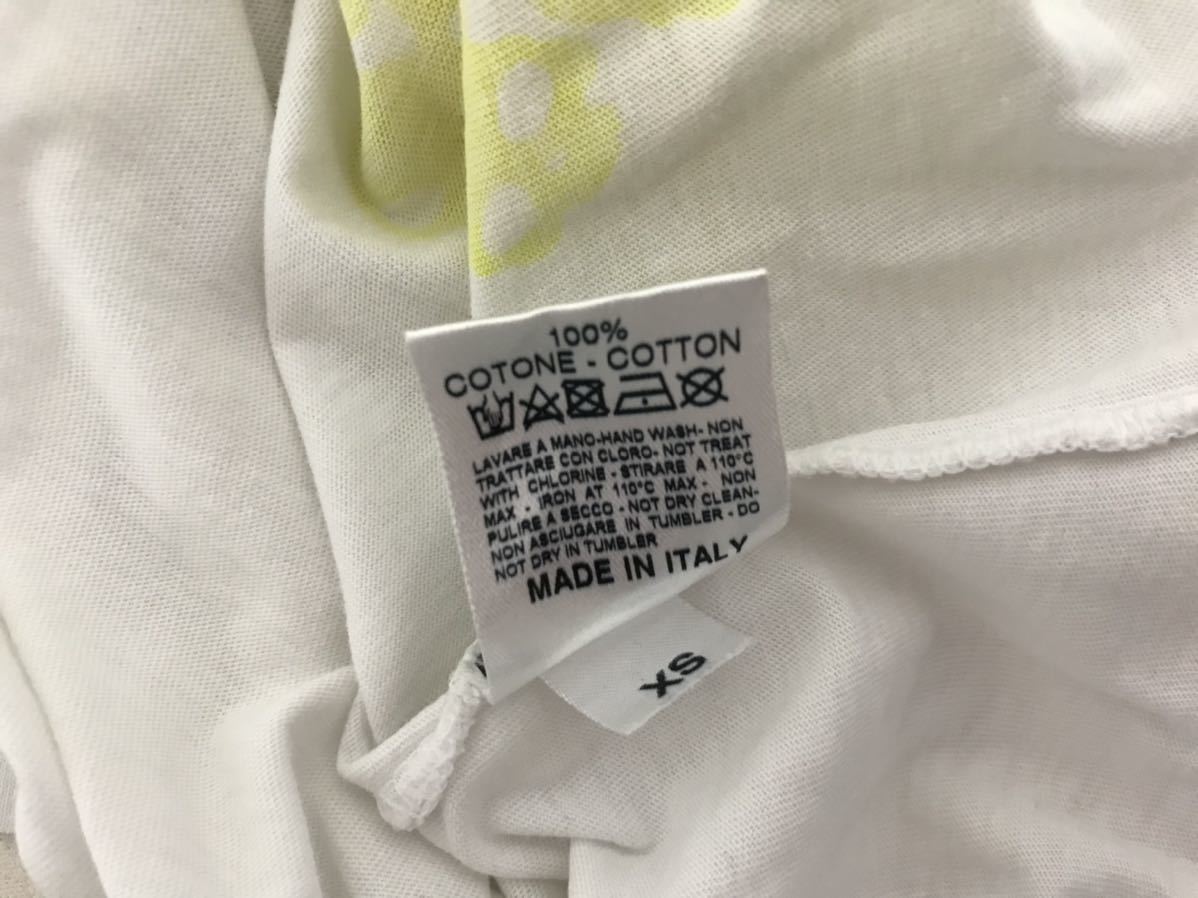 100%
COTONE - COTTON
LAVARE A MANO-HAND WASH- NON
TRATTARE CON CLORO- NOT TREAT
WITH CHLORINE - STIRARE A 110°C
MAX - IRON AT 110°C MAX - NON
PULIRE A SECCO - NOT DRY CLEAN-
NON ASCIUGARE IN TUMBLER - DO
NOT DRY IN TUMBLER
MADE IN ITALY
XS